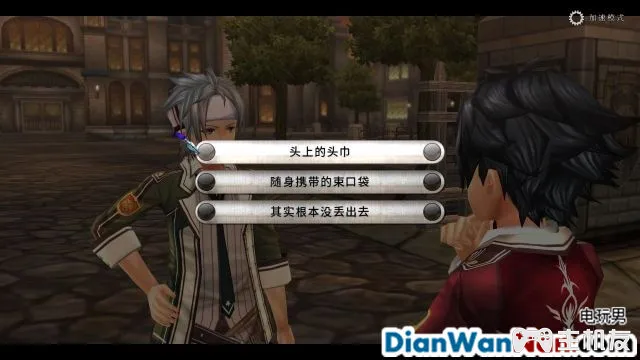 加速模式
头上的头巾
随身携带的束口袋
其实根本没丢出去
电玩男
DianWan